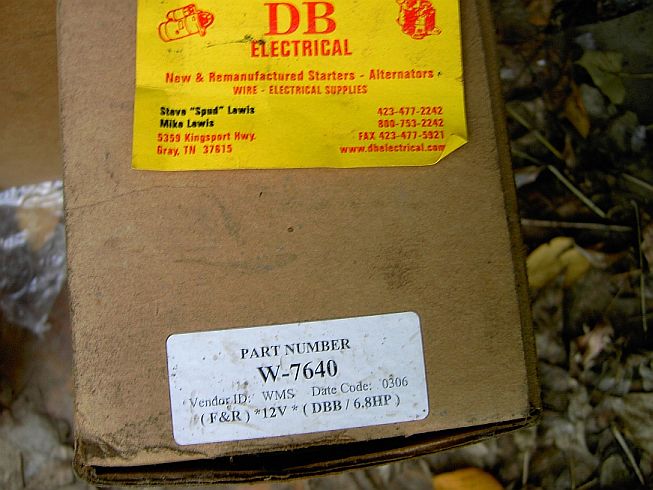 DB
ELECTRICAL
New & Remanufactured Starters - Alternators
WIRE - ELECTRICAL SUPPLIES
Steve "Spud" Lewis 423-477-2242
Mike Lewis 800-753-2242
5359 Kingsport Hwy. FAX 423-477-5921
Gray, TN 37615 www.dbelectrical.com
PART NUMBER
W-7640
Vendor ID: WMS Date Code: 0306
( F&R ) *12V * ( DBB / 6.8HP )